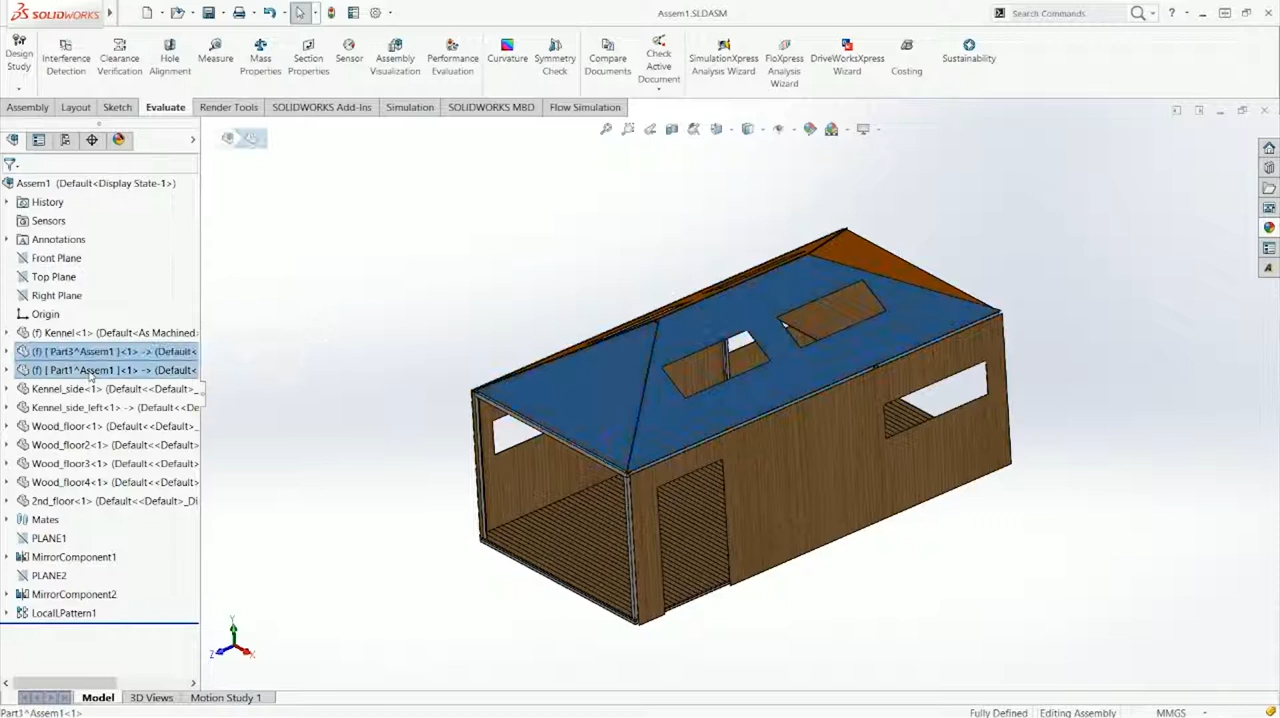 SOLIDWORKS
Assem1.SLDASM
Search Commands
?
Design Study
Interference Detection
Clearance Verification
Hole Alignment
Measure
Mass Properties
Section Properties
Sensor
Assembly Visualization
Performance Evaluation
Curvature
Symmetry Check
Compare Documents
Check Active Document
SimulationXpress Analysis Wizard
FloXpress Analysis Wizard
DriveWorksXpress Wizard
Costing
Sustainability
Assembly
Layout
Sketch
Evaluate
Render Tools
SOLIDWORKS Add-Ins
Simulation
SOLIDWORKS MBD
Flow Simulation
Assem1 (Default<Display State-1>)
History
Sensors
Annotations
Front Plane
Top Plane
Right Plane
Origin
(f) Kennel<1> (Default<As Machined
(f) [ Part3^Assem1 ]<1> -> (Default<
(f) [ Part1^Assem1 ]<1> -> (Default<
Kennel_side<1> (Default<<Default>_
Kennel_side_left<1> -> (Default<<De
Wood_floor<1> (Default<<Default>_
Wood_floor2<1> (Default<<Default>_
Wood_floor3<1> (Default<<Default>_
Wood_floor4<1> (Default<<Default>_
2nd_floor<1> (Default<<Default>_Di
Mates
PLANE1
MirrorComponent1
PLANE2
MirrorComponent2
LocalLPattern1
Y
Z
X
Model
3D Views
Motion Study 1
Part3^Assem1<1>
Fully Defined
Editing Assembly
MMGS